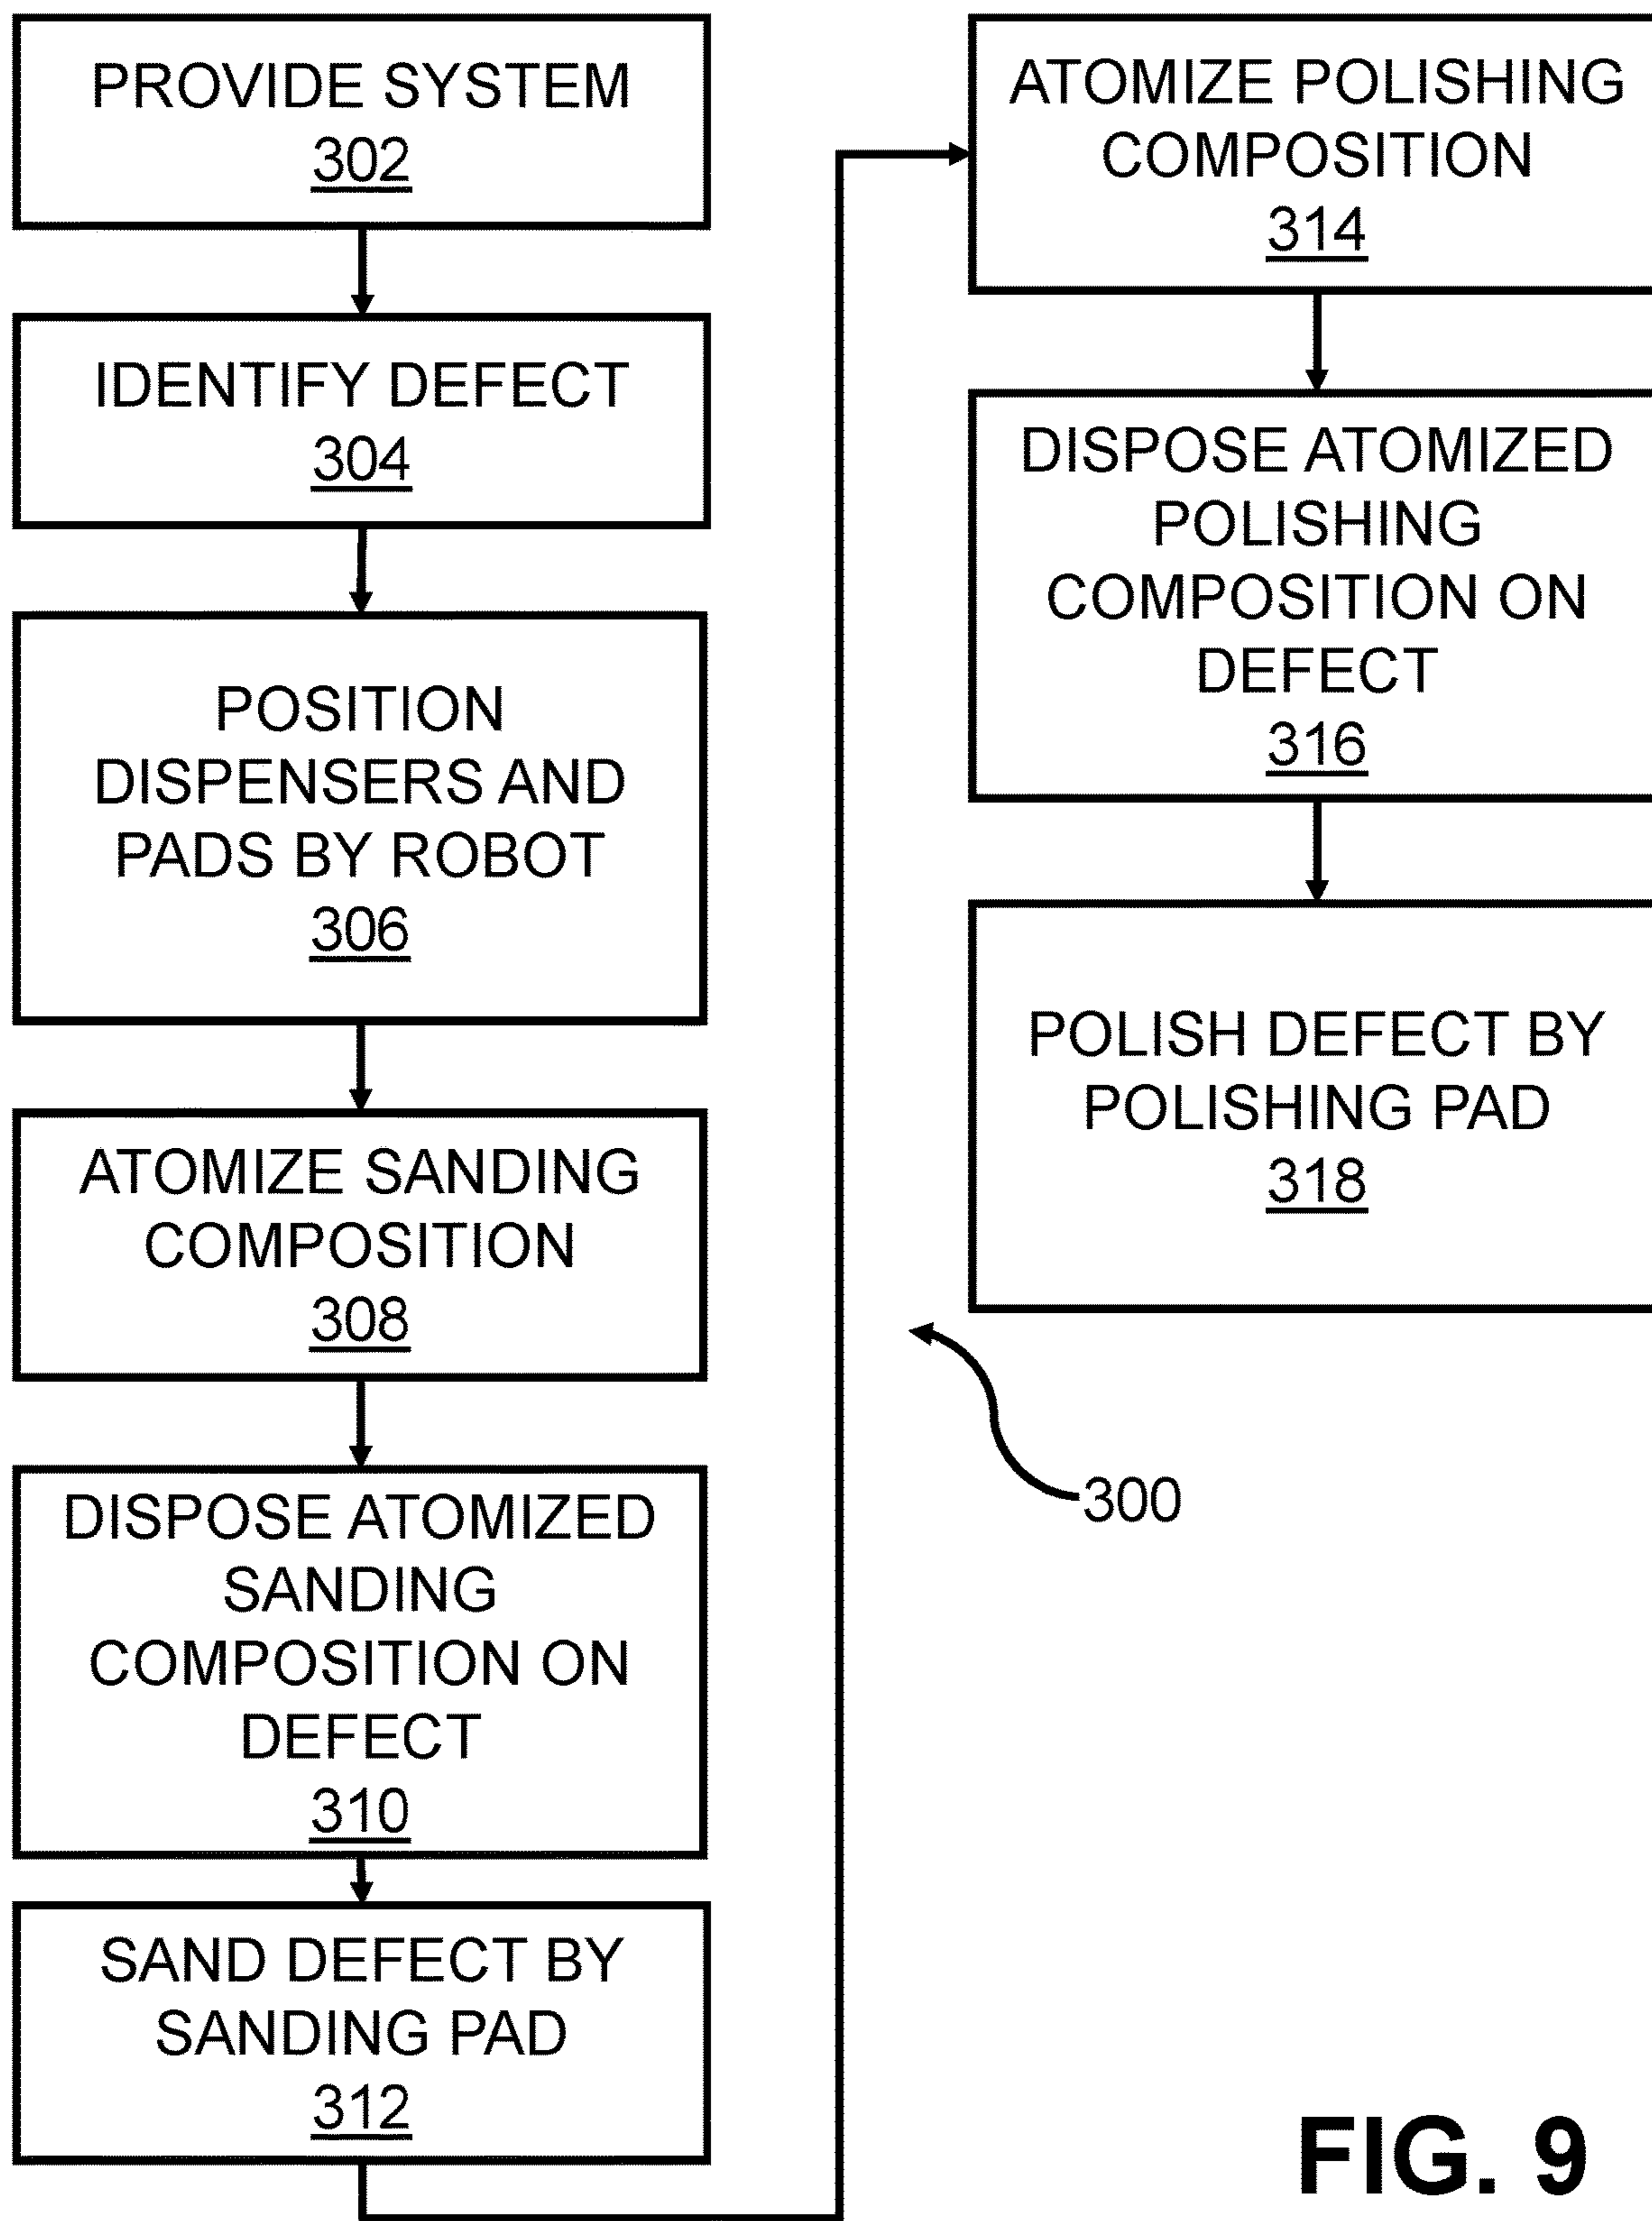 PROVIDE SYSTEM
302
IDENTIFY DEFECT
304
POSITION
DISPENSERS AND
PADS BY ROBOT
306
ATOMIZE SANDING
COMPOSITION
308
DISPOSE ATOMIZED
SANDING
COMPOSITION ON
DEFECT
310
SAND DEFECT BY
SANDING PAD
312
ATOMIZE POLISHING
COMPOSITION
314
DISPOSE ATOMIZED
POLISHING
COMPOSITION ON
DEFECT
316
POLISH DEFECT BY
POLISHING PAD
318
300
FIG. 9